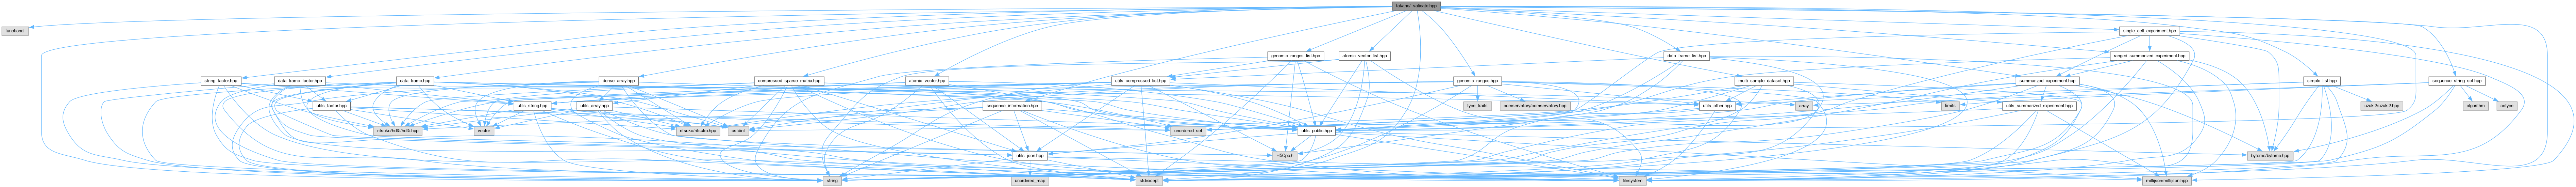 takane/_validate.hpp
functional
single_cell_experiment.hpp
genomic_ranges_list.hpp
atomic_vector_list.hpp
data_frame_list.hpp
ranged_summarized_experiment.hpp
string_factor.hpp
data_frame_factor.hpp
data_frame.hpp
dense_array.hpp
compressed_sparse_matrix.hpp
atomic_vector.hpp
utils_compressed_list.hpp
genomic_ranges.hpp
multi_sample_dataset.hpp
summarized_experiment.hpp
simple_list.hpp
sequence_string_set.hpp
utils_factor.hpp
utils_string.hpp
utils_array.hpp
sequence_information.hpp
type_traits
comservatory/comservatory.hpp
utils_other.hpp
array
limits
utils_summarized_experiment.hpp
uzuki2/uzuki2.hpp
algorithm
cctype
ritsuko/hdf5/hdf5.hpp
vector
ritsuko/ritsuko.hpp
cstdint
unordered_set
utils_public.hpp
utils_json.hpp
H5Cpp.h
byteme/byteme.hpp
string
stdexcept
unordered_map
filesystem
millijson/millijson.hpp